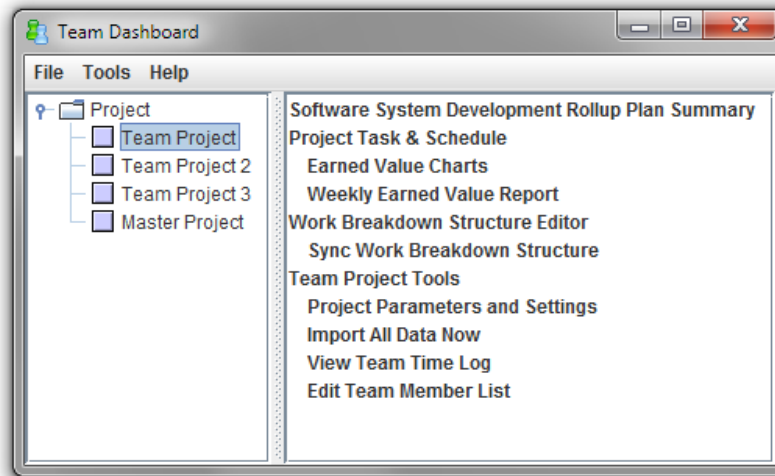 Team Dashboard
File Tools Help
Project
Team Project
Team Project 2
Team Project 3
Master Project
Software System Development Rollup Plan Summary
Project Task & Schedule
Earned Value Charts
Weekly Earned Value Report
Work Breakdown Structure Editor
Sync Work Breakdown Structure
Team Project Tools
Project Parameters and Settings
Import All Data Now
View Team Time Log
Edit Team Member List